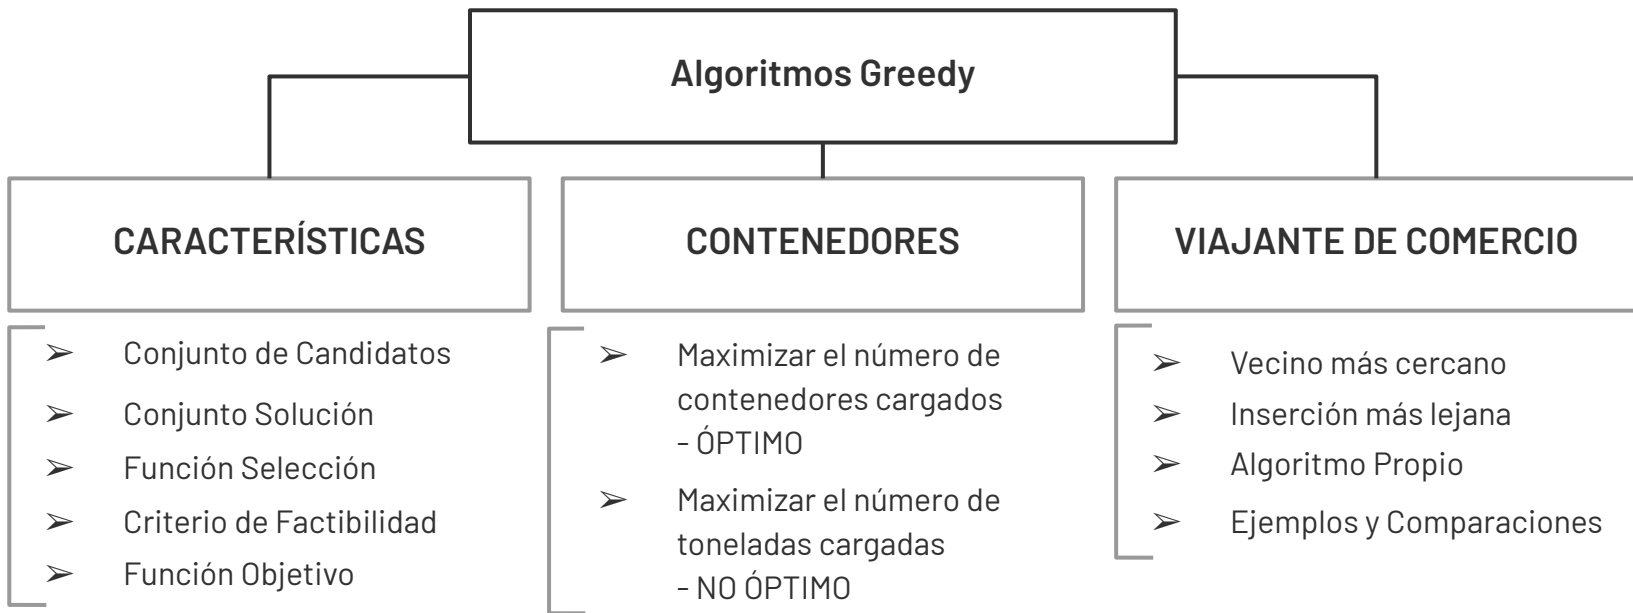 Algoritmos Greedy
CARACTERÍSTICAS
➢ Conjunto de Candidatos
➢ Conjunto Solución
➢ Función Selección
➢ Criterio de Factibilidad
➢ Función Objetivo
CONTENEDORES
➢ Maximizar el número de
contenedores cargados
- ÓPTIMO
➢ Maximizar el número de
toneladas cargadas
- NO ÓPTIMO
VIAJANTE DE COMERCIO
➢ Vecino más cercano
➢ Inserción más lejana
➢ Algoritmo Propio
➢ Ejemplos y Comparaciones